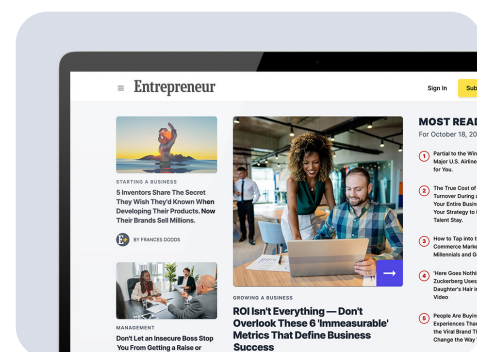 Entrepreneur
Sign In
STARTING A BUSINESS
5 Inventors Share The Secret
They Wish They'd Known When
Developing Their Products. Now
Their Brands Sell Millions.
BY FRANCES DODDS
MANAGEMENT
Don't Let an Insecure Boss Stop
You From Getting a Raise or
GROWING A BUSINESS
ROI Isn't Everything — Don't
Overlook These 6 'Immeasurable'
Metrics That Define Business
Success
MOST READ
For October 18, 20
1 Partial to the Win
Major U.S. Airline
for You.
2 The True Cost of
Turnover During
Your Entire Busin
Your Strategy to
Talent Stay.
3 How to Tap into t
Commerce Marke
Millennials and G
4 'Here Goes Nothin
Zuckerberg Uses
Daughter's Hair in
Video
5 People Are Buyin
Experiences Than
the Viral Brand T
Change the Way